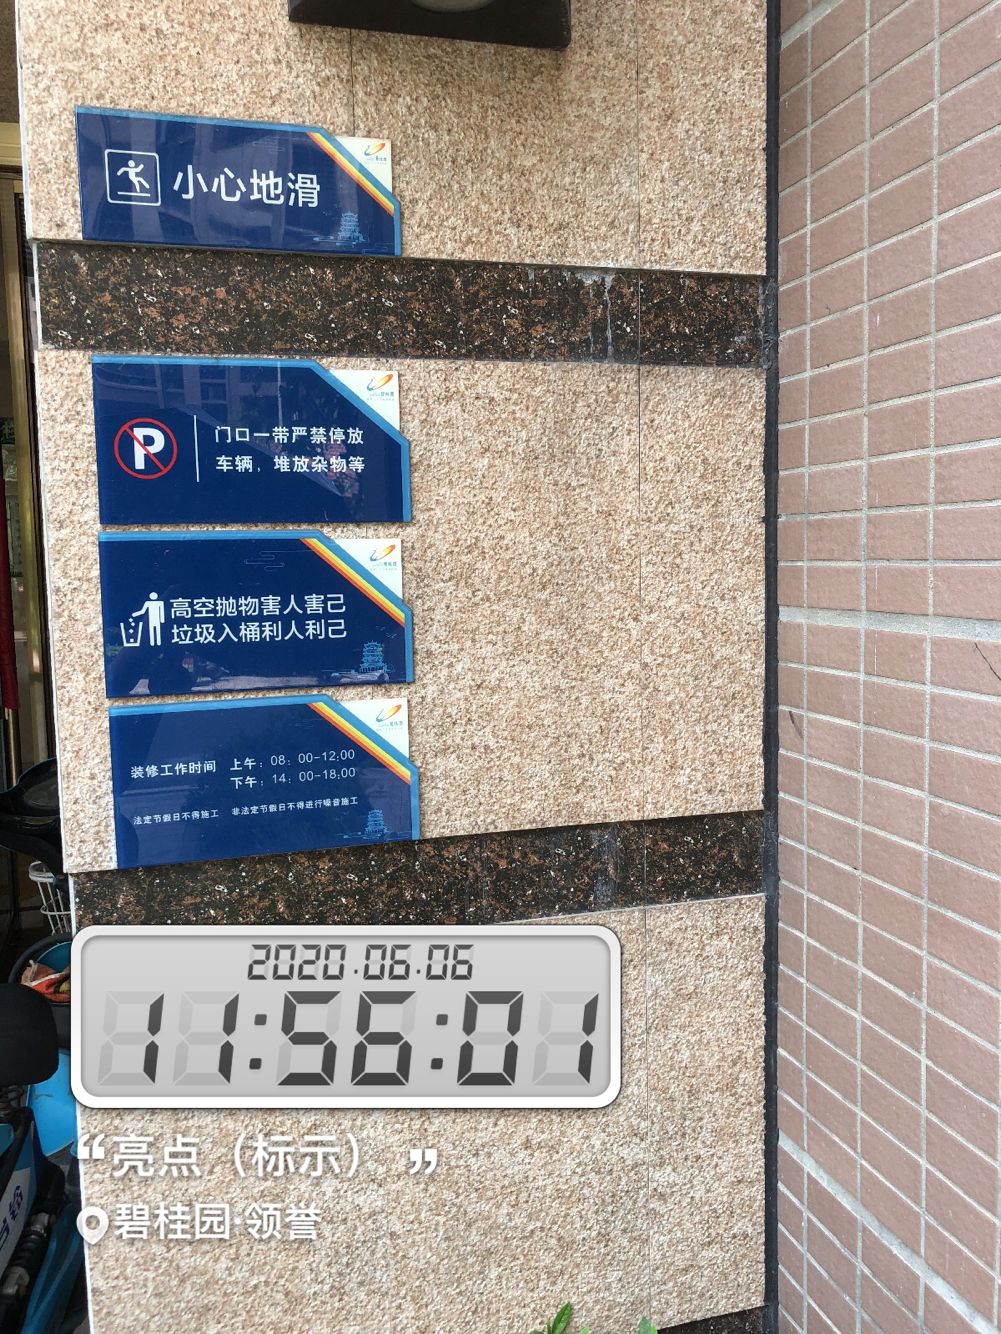 小心地滑
P
门口一带严禁停放
车辆，堆放杂物等
高空抛物害人害己
垃圾入桶利人利己
装修工作时间 上午：08：00-12:00
下午：14：00-18:00
法定节假日不得施工 非法定节假日不得进行噪音施工
2020.06.06
11:56:01
“亮点（标示）”
碧桂园·领誉